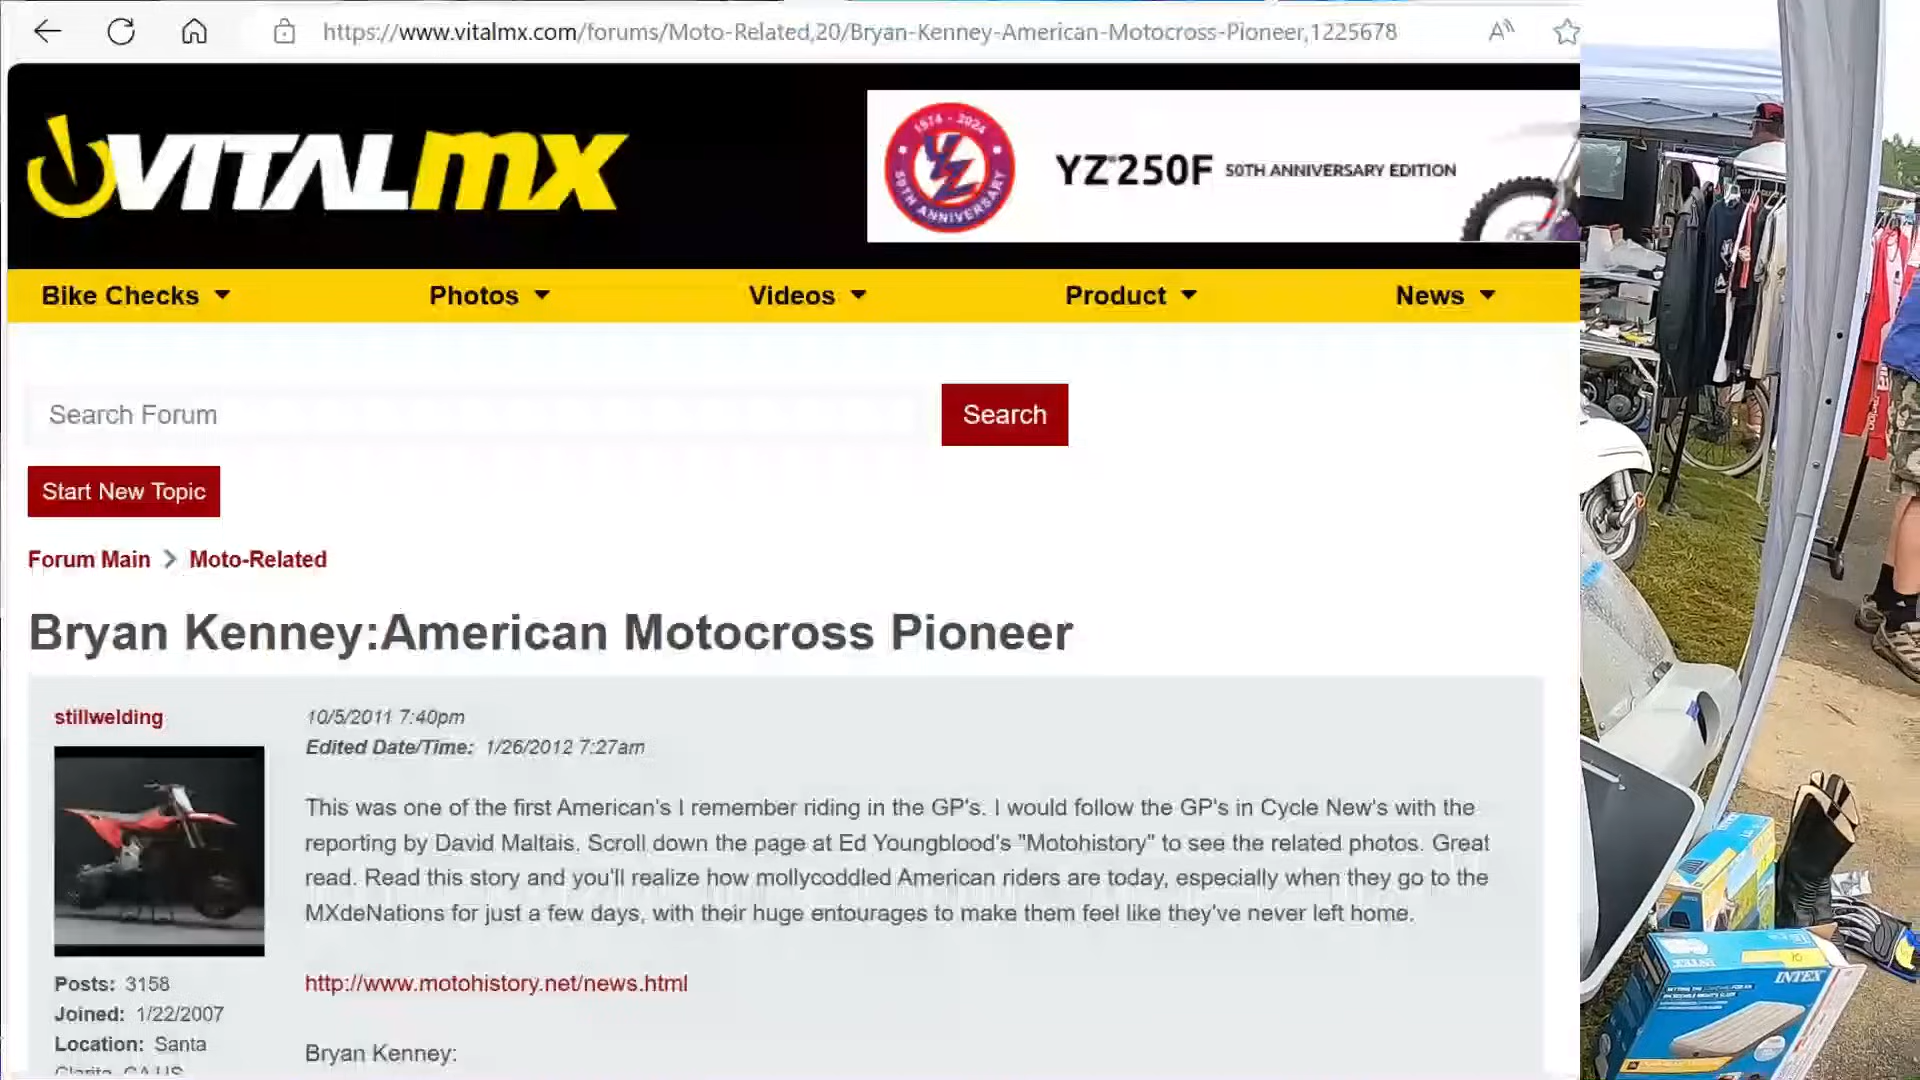 https://www.vitalmx.com/forums/Moto-Related,20/Bryan-Kenney-American-Motocross-Pioneer,1225678
VITALMX
1974 - 2024
YZ
50TH ANNIVERSARY
YZ250F 50TH ANNIVERSARY EDITION
Bike Checks Photos Videos Product News
Search Forum Search
Start New Topic
Forum Main > Moto-Related
Bryan Kenney:American Motocross Pioneer
stillwelding
10/5/2011 7:40pm
Edited Date/Time: 1/26/2012 7:27am
This was one of the first American's I remember riding in the GP's. I would follow the GP's in Cycle New's with the
reporting by David Maltais. Scroll down the page at Ed Youngblood's "Motohistory" to see the related photos. Great
read. Read this story and you'll realize how mollycoddled American riders are today, especially when they go to the
MXdeNations for just a few days, with their huge entourages to make them feel like they've never left home.
http://www.motohistory.net/news.html
Bryan Kenney:
Posts: 3158
Joined: 1/22/2007
Location: Santa
Clarita, CA US
INTEX